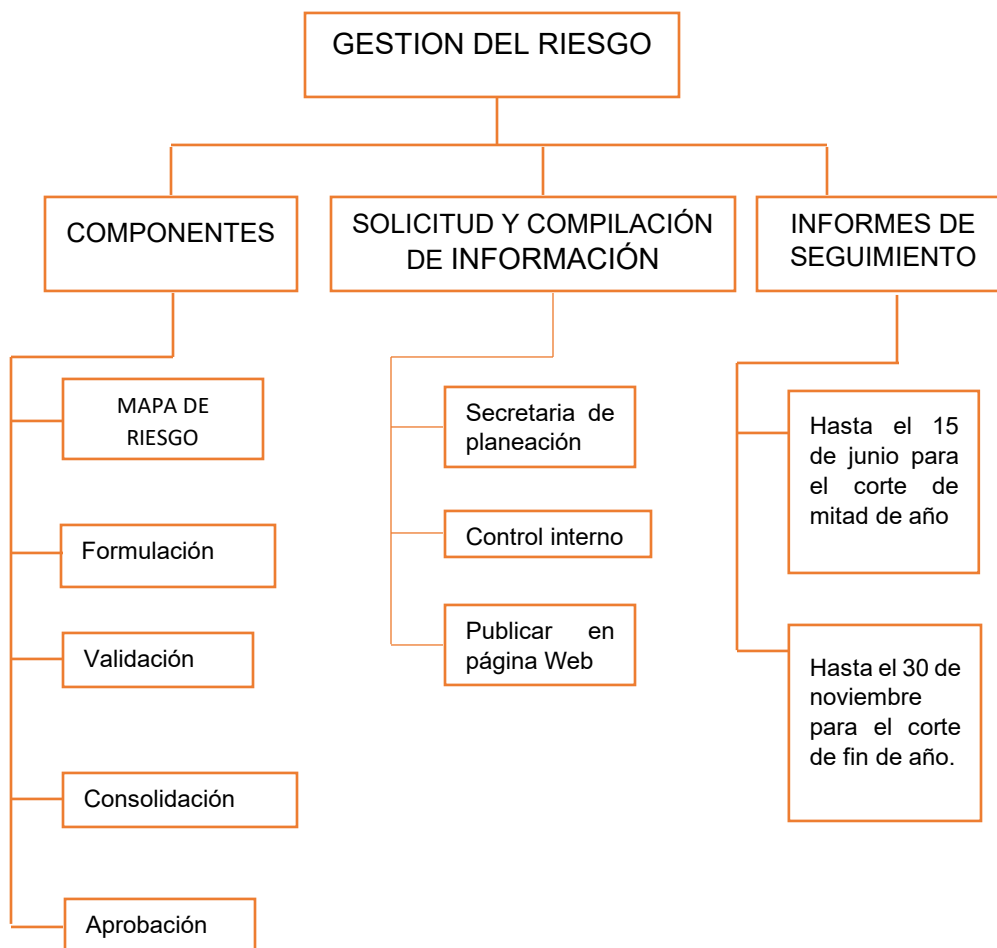 GESTION DEL RIESGO
COMPONENTES
SOLICITUD Y COMPILACIÓN
DE INFORMACIÓN
INFORMES DE
SEGUIMIENTO
MAPA DE
RIESGO
Formulación
Validación
Consolidación
Aprobación
Secretaria de
planeación
Control interno
Publicar en
página Web
Hasta el 15
de junio para
el corte de
mitad de año
Hasta el 30 de
noviembre
para el corte
de fin de año.